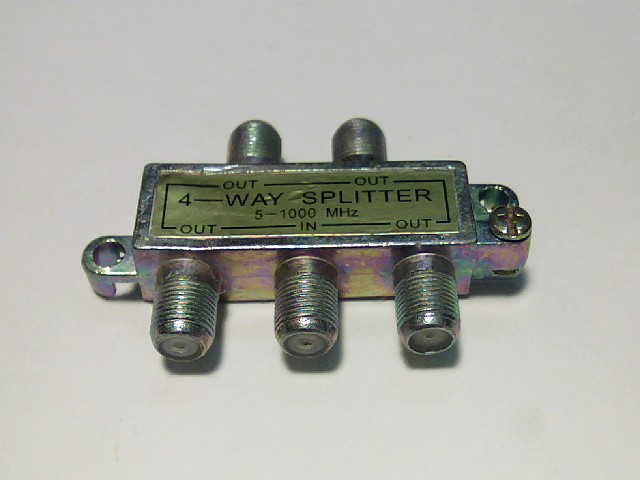 OUT OUT
4-WAY SPLITTER
5-1000 MHz
OUT IN OUT